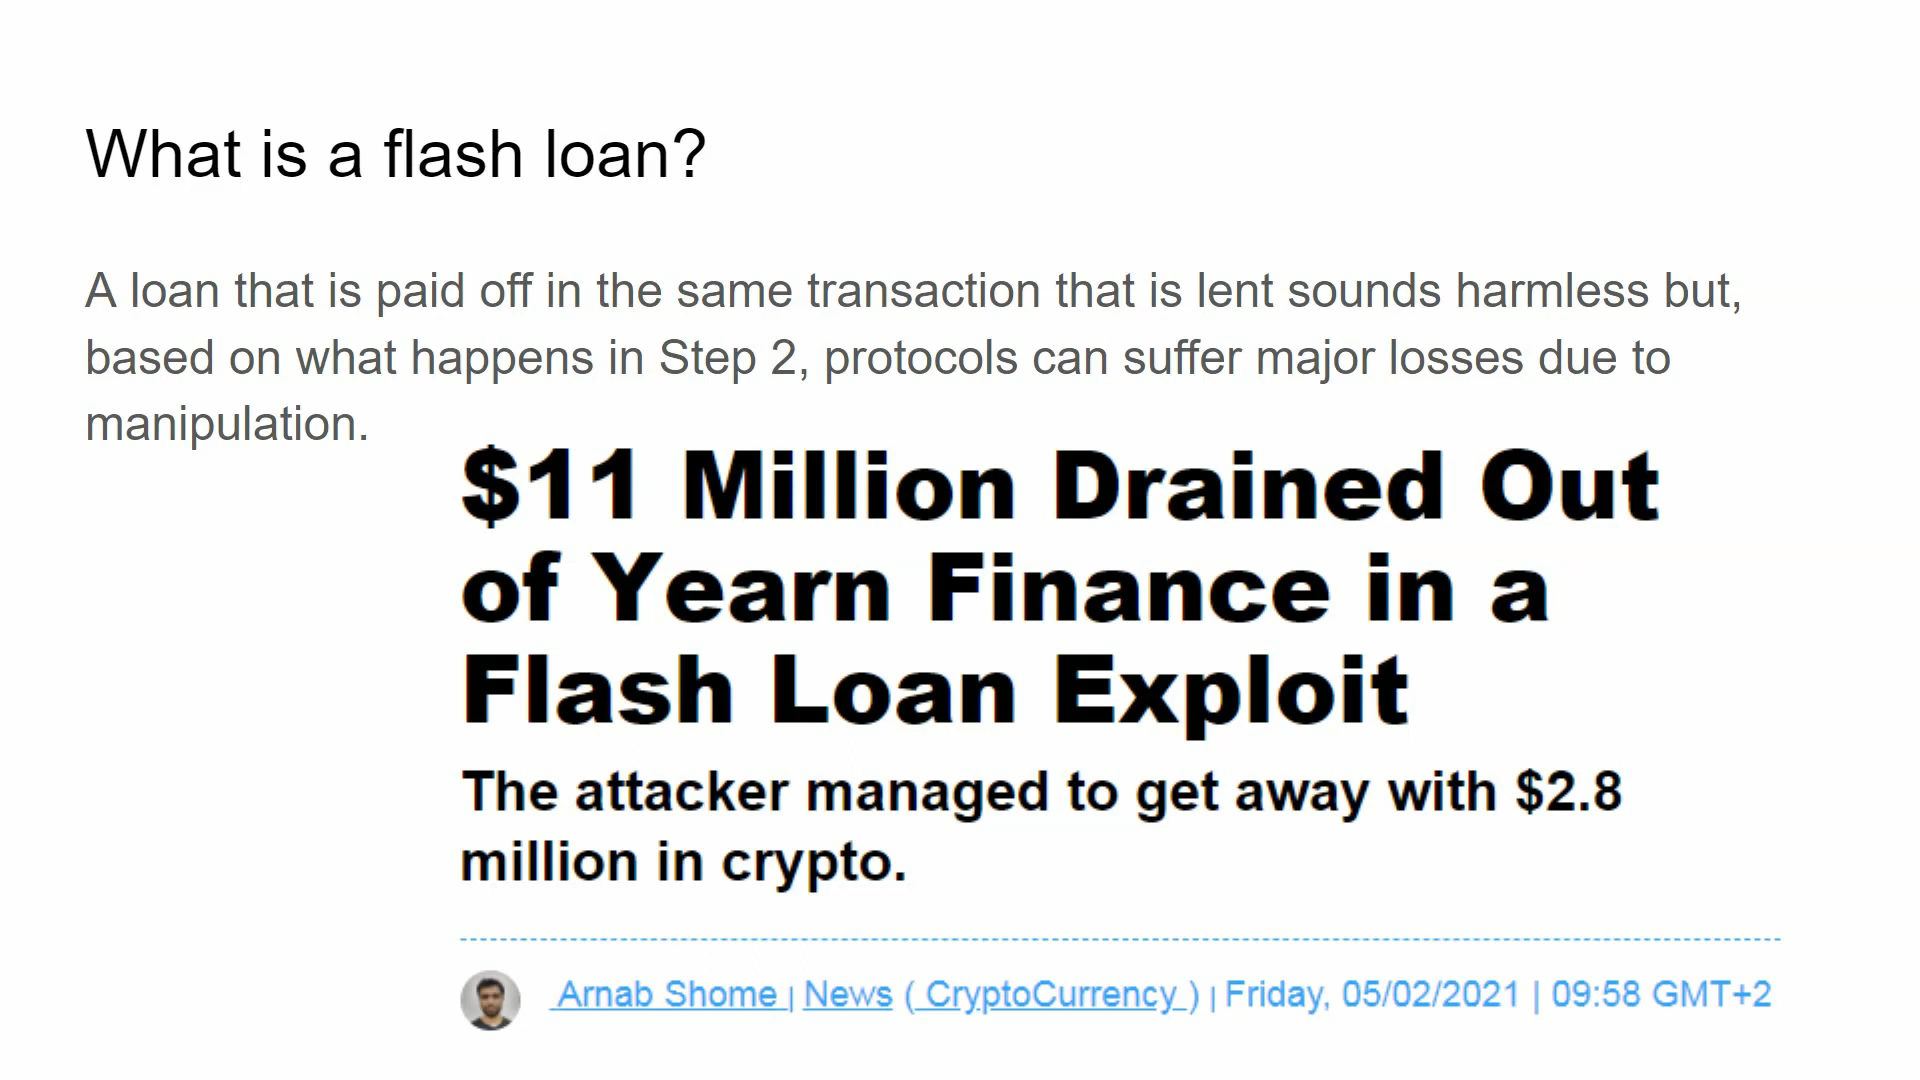 What is a flash loan?
A loan that is paid off in the same transaction that is lent sounds harmless but,
based on what happens in Step 2, protocols can suffer major losses due to
manipulation.
$11 Million Drained Out
of Yearn Finance in a
Flash Loan Exploit
The attacker managed to get away with $2.8
million in crypto.
Arnab Shome | News ( CryptoCurrency ) | Friday, 05/02/2021 | 09:58 GMT+2